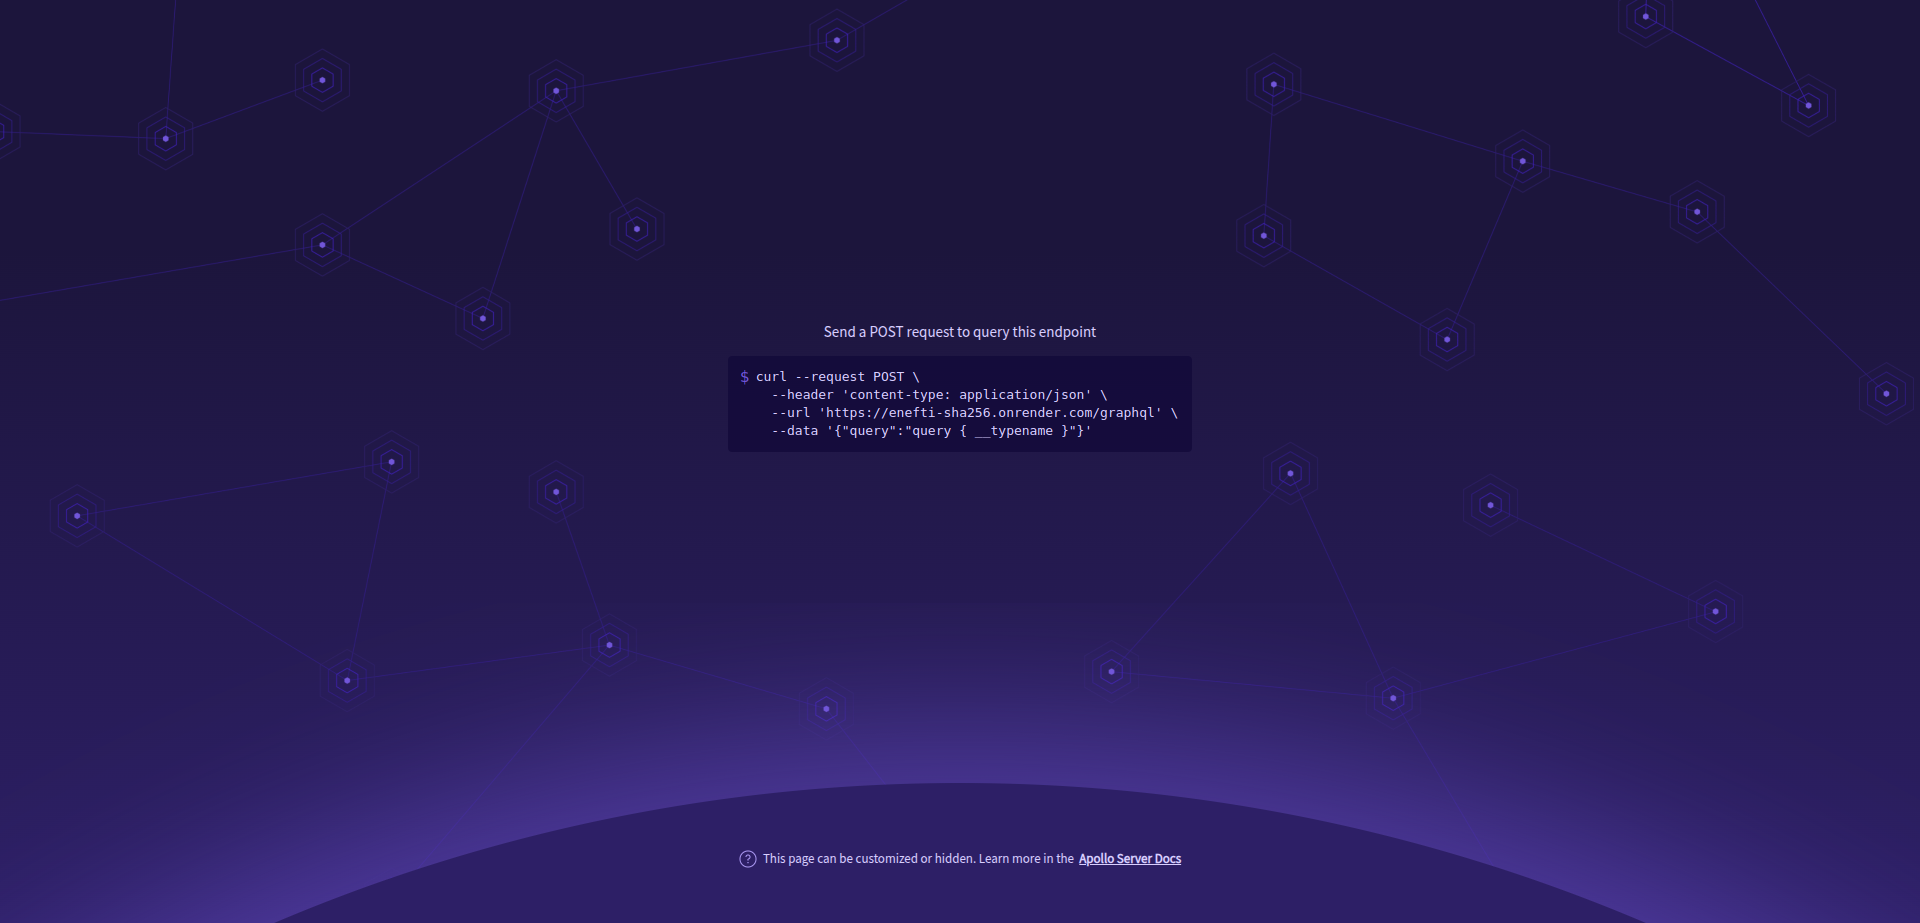 Send a POST request to query this endpoint
$ curl --request POST \
--header 'content-type: application/json' \
--url 'https://enefti-sha256.onrender.com/graphql' \
--data '{"query":"query { __typename }"}'
? This page can be customized or hidden. Learn more in the Apollo Server Docs